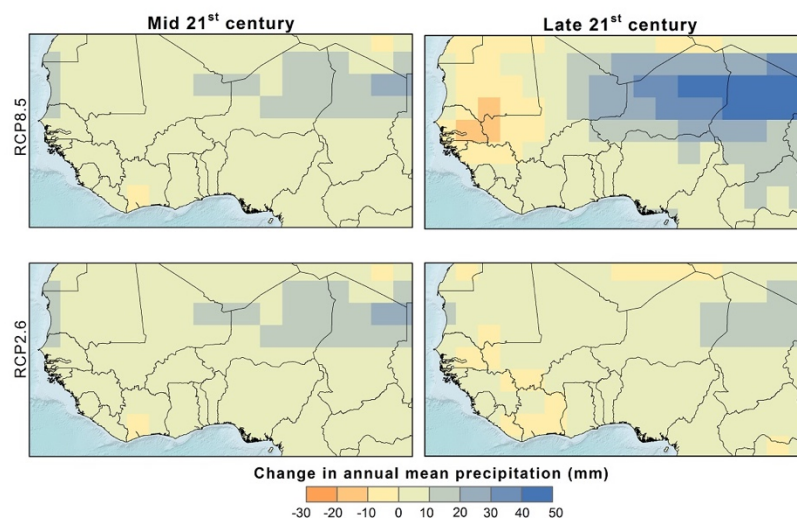 Mid 21st century
Late 21st century
RCP8.5
RCP2.6
Change in annual mean precipitation (mm)
-30 -20 -10 0 10 20 30 40 50